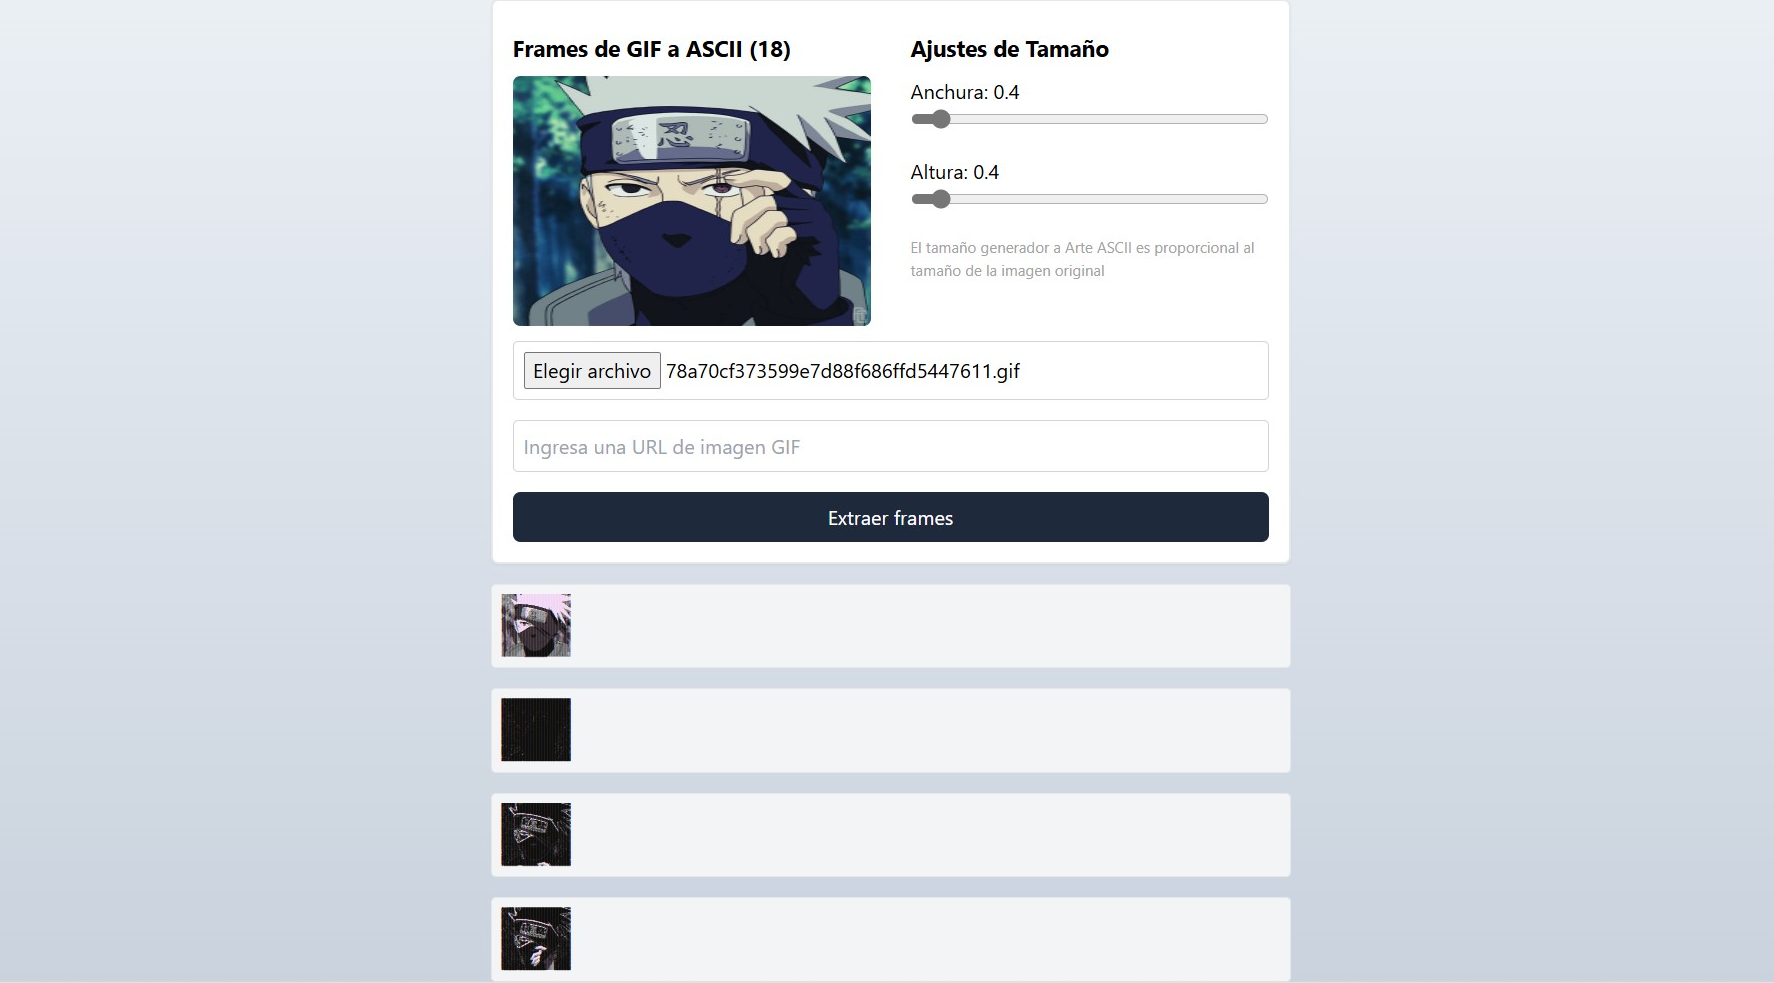 Frames de GIF a ASCII (18)
忍
Ajustes de Tamaño
Anchura: 0.4
Altura: 0.4
El tamaño generador a Arte ASCII es proporcional al
tamaño de la imagen original
Elegir archivo 78a70cf373599e7d88f686ffd5447611.gif
Ingresa una URL de imagen GIF
Extraer frames